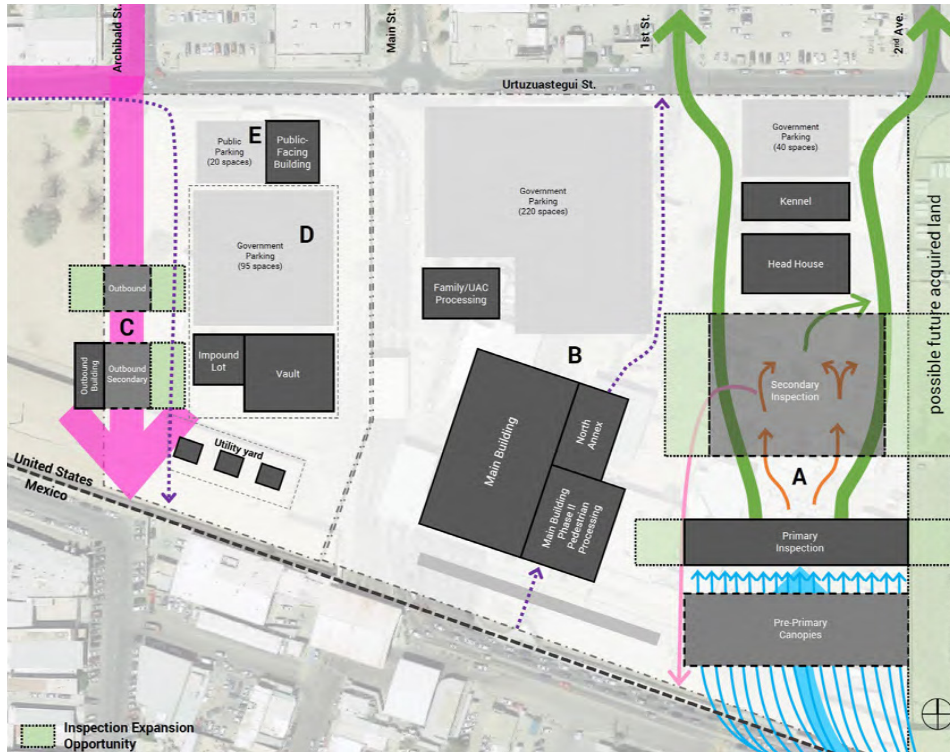 Archibald St.
Main St.
1st St.
2nd Ave.
Urtuzuastegui St.
E
Public
Parking
(20 spaces)
Public-
Facing
Building
Government
Parking
(220 spaces)
Government
Parking
(40 spaces)
Kennel
Head House
possible future acquired land
D
Government
Parking
(95 spaces)
Family/UAC
Processing
Outbound
C
Outbound
Building
Outbound
Secondary
Impound
Lot
Vault
B
Main Building
North
Annex
Main Building
Phase II
Pedestrian
Processing
Secondary
Inspection
A
Utility yard
United States
Mexico
Primary
Inspection
Pre-Primary
Canopies
Inspection Expansion
Opportunity